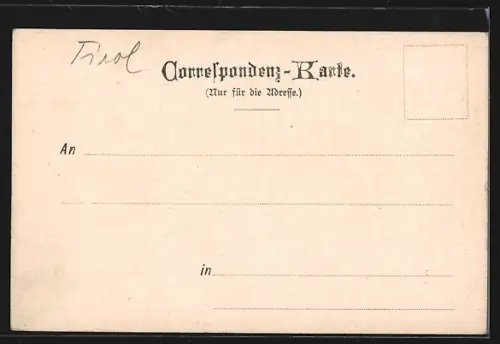 Tirol
Correspondenz-Karte.
(Nur für die Adresse.)
An
in